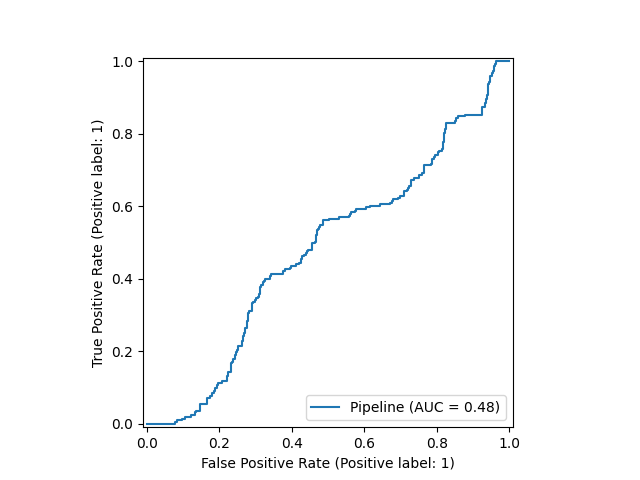 1.0
0.8
0.6
0.4
0.2
0.0
True Positive Rate (Positive label: 1)
Pipeline (AUC = 0.48)
0.0 0.2 0.4 0.6 0.8 1.0
False Positive Rate (Positive label: 1)